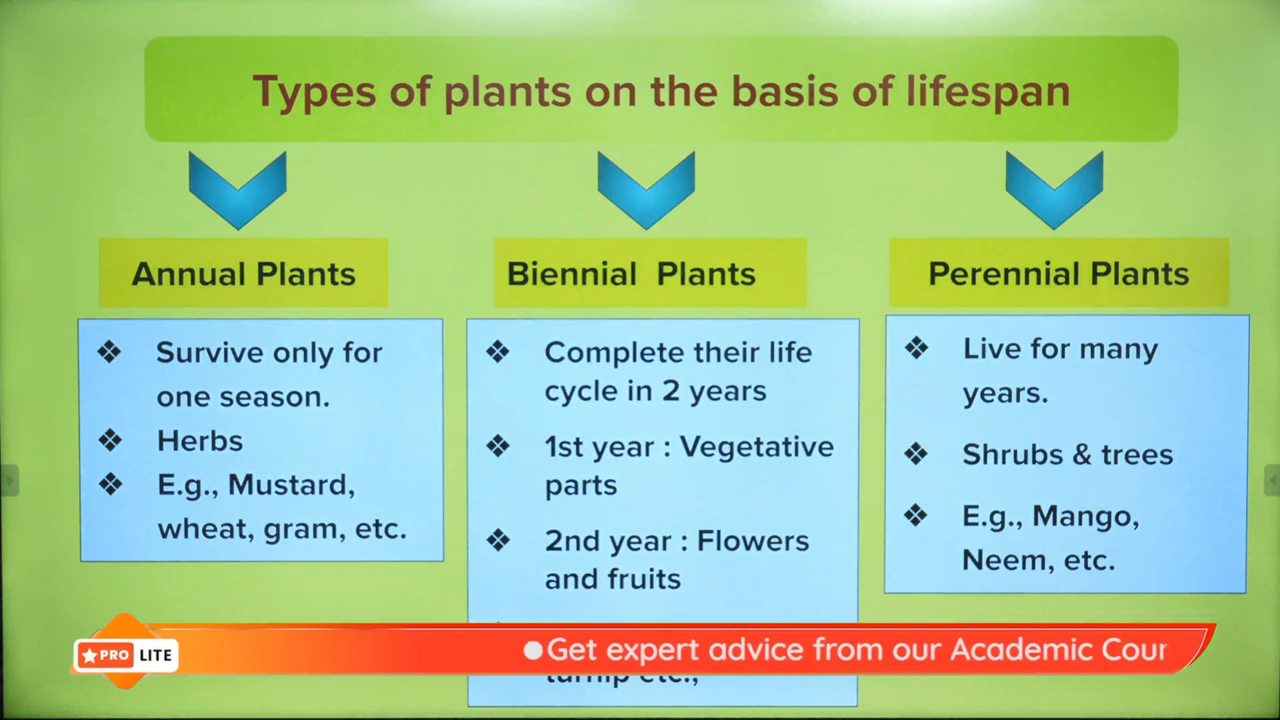 Types of plants on the basis of lifespan
Annual Plants
❖ Survive only for
one season.
❖ Herbs
❖ E.g., Mustard,
wheat, gram, etc.
Biennial Plants
❖ Complete their life
cycle in 2 years
❖ 1st year : Vegetative
parts
❖ 2nd year : Flowers
and fruits
turnip etc.,
Perennial Plants
❖ Live for many
years.
❖ Shrubs & trees
❖ E.g., Mango,
Neem, etc.
PRO LITE
●Get expert advice from our Academic Cour